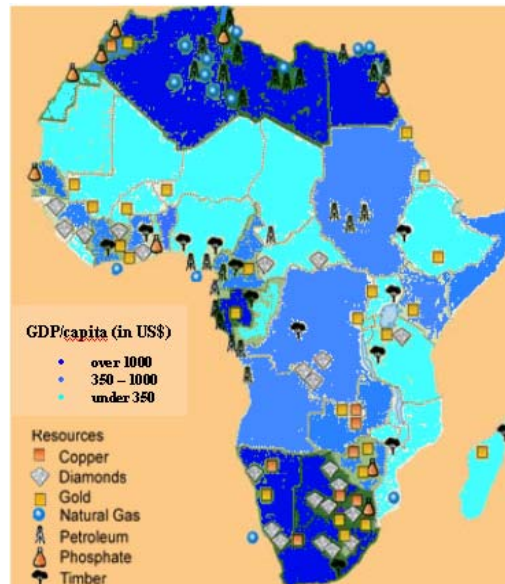 GDP/capita (in US$)
• over 1000
• 350 – 1000
• under 350
Resources
Copper
Diamonds
Gold
Natural Gas
Petroleum
Phosphate
Timber